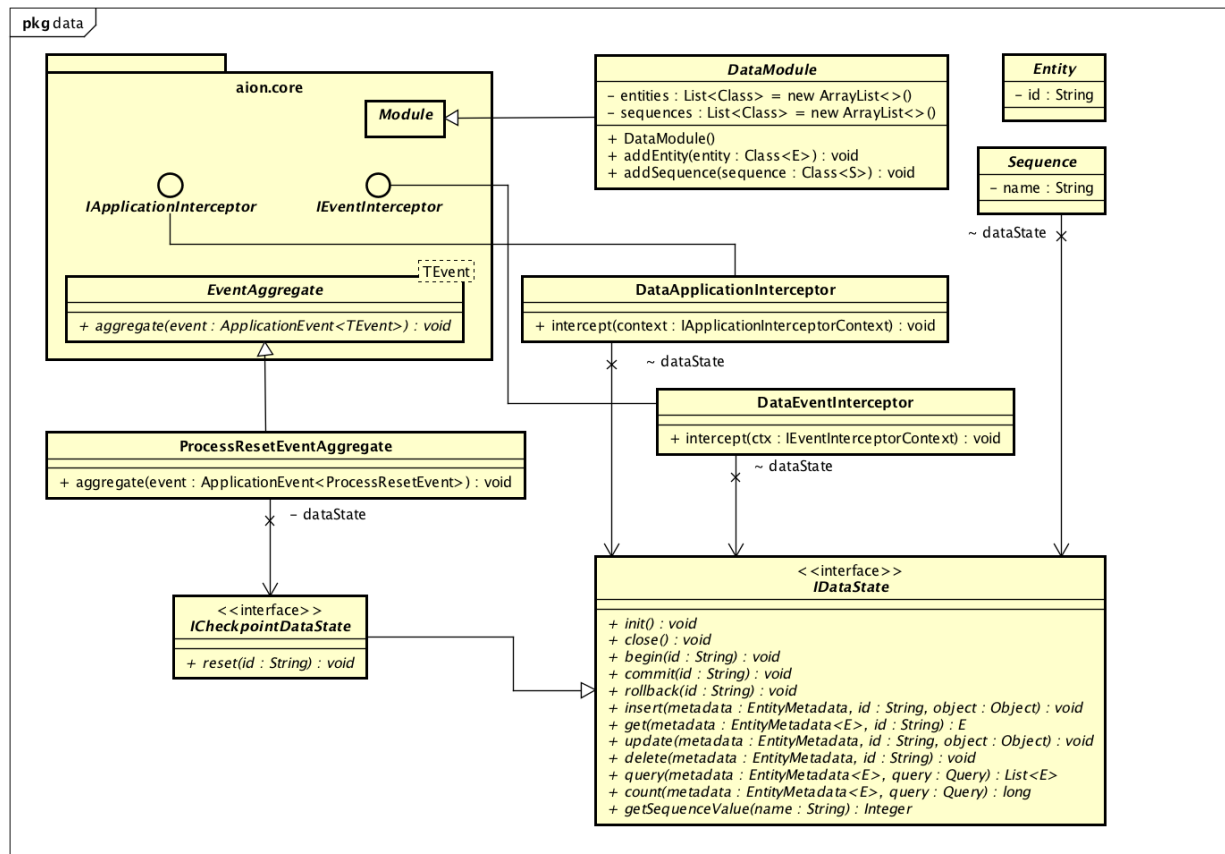 pkg data
aion.core
Module
IApplicationInterceptor
IEventInterceptor
TEvent
EventAggregate
+ aggregate(event : ApplicationEvent<TEvent>) : void
DataModule
- entities : List<Class> = new ArrayList<>()
- sequences : List<Class> = new ArrayList<>()
+ DataModule()
+ addEntity(entity : Class<E>) : void
+ addSequence(sequence : Class<S>) : void
Entity
- id : String
Sequence
- name : String
~ dataState
DataApplicationInterceptor
+ intercept(context : IApplicationInterceptorContext) : void
~ dataState
DataEventInterceptor
+ intercept(ctx : IEventInterceptorContext) : void
~ dataState
ProcessResetEventAggregate
+ aggregate(event : ApplicationEvent<ProcessResetEvent>) : void
- dataState
<<interface>>
ICheckpointDataState
+ reset(id : String) : void
<<interface>>
IDataState
+ init() : void
+ close() : void
+ begin(id : String) : void
+ commit(id : String) : void
+ rollback(id : String) : void
+ insert(metadata : EntityMetadata, id : String, object : Object) : void
+ get(metadata : EntityMetadata<E>, id : String) : E
+ update(metadata : EntityMetadata, id : String, object : Object) : void
+ delete(metadata : EntityMetadata, id : String) : void
+ query(metadata : EntityMetadata<E>, query : Query) : List<E>
+ count(metadata : EntityMetadata<E>, query : Query) : long
+ getSequenceValue(name : String) : Integer